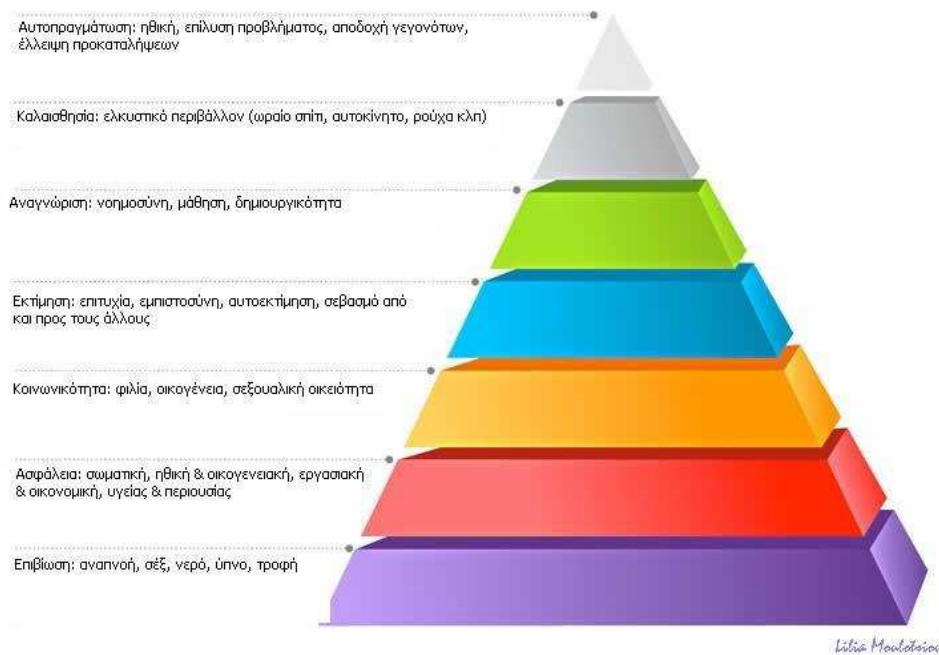 Αυτοπραγμάτωση: ηθική, επίλυση προβλήματος, αποδοχή γεγονότων,
έλλειψη προκαταλήψεων
Καλαισθησία: ελκυστικό περιβάλλον (ωραίο σπίτι, αυτοκίνητο, ρούχα κλπ)
Αναγνώριση: νοημοσύνη, μάθηση, δημιουργικότητα
Εκτίμηση: επιτυχία, εμπιστοσύνη, αυτοεκτίμηση, σεβασμό από
και προς τους άλλους
Κοινωνικότητα: φιλία, οικογένεια, σεξουαλική οικειότητα
Ασφάλεια: σωματική, ηθική & οικογενειακή, εργασιακή
& οικονομική, υγείας & περιουσίας
Επιβίωση: αναπνοή, σέξ, νερό, ύπνο, τροφή
Lilia